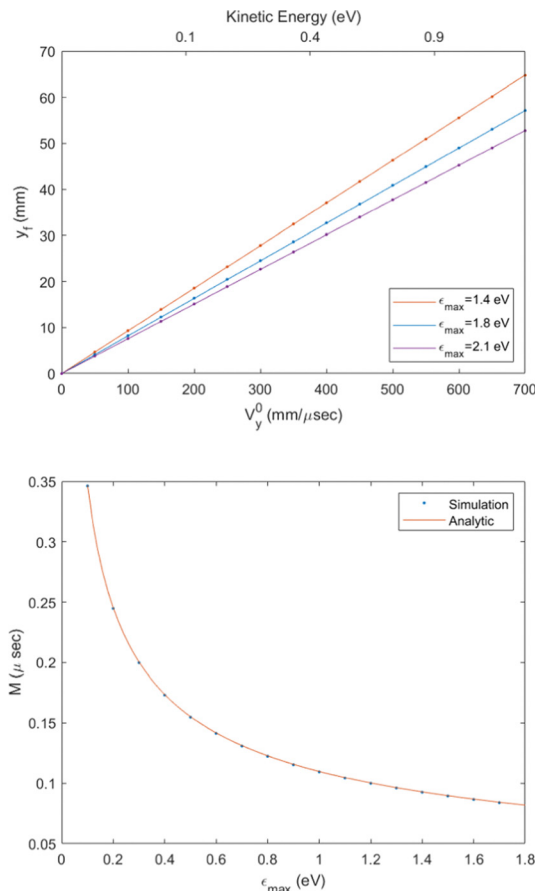 Kinetic Energy (eV)
0.1 0.4 0.9
70
60
50
40
30
20
10
0
y_f (mm)
ϵ_max=1.4 eV
ϵ_max=1.8 eV
ϵ_max=2.1 eV
0 100 200 300 400 500 600 700
V_y^0 (mm/μsec)
0.35
0.3
0.25
0.2
0.15
0.1
0.05
M (μ sec)
Simulation
Analytic
0 0.2 0.4 0.6 0.8 1 1.2 1.4 1.6 1.8
ϵ_max (eV)